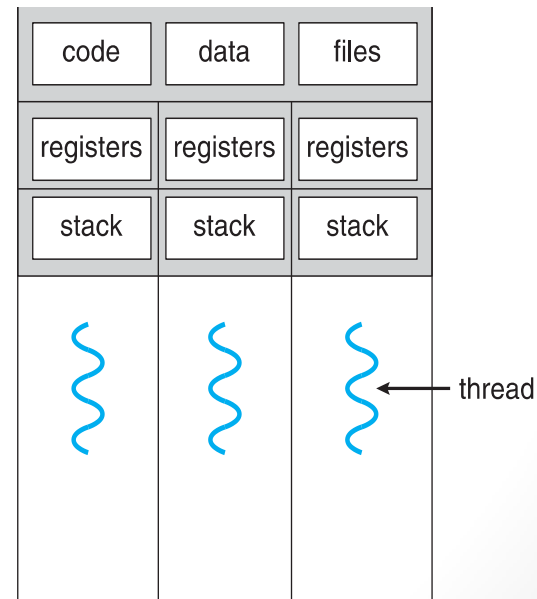 code data files
registers registers registers
stack stack stack
thread